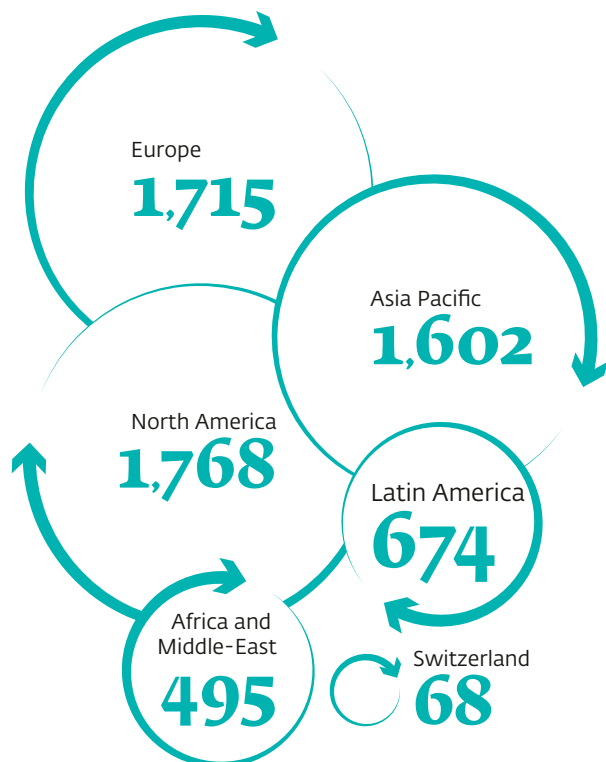 Europe
1,715
Asia Pacific
1,602
North America
1,768
Latin America
674
Africa and
Middle-East
495
Switzerland
68